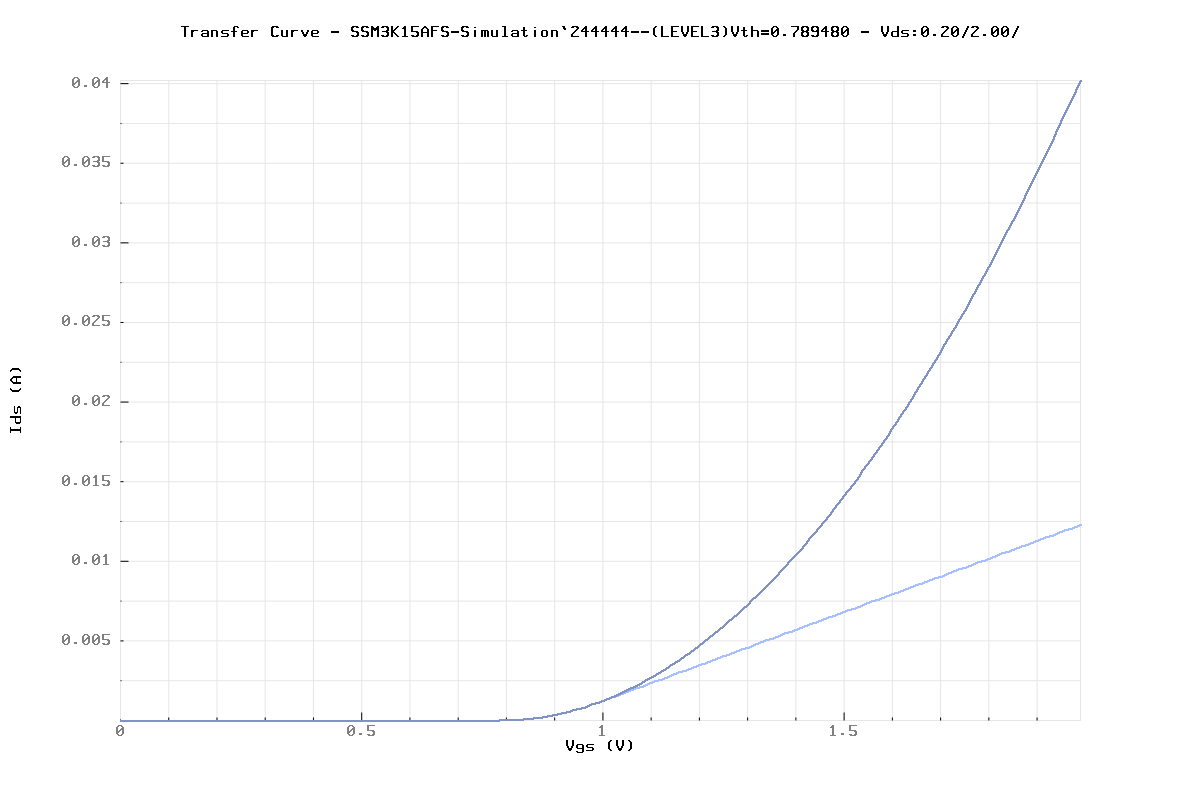 Transfer Curve - SSM3K15AFS-Simulation`244444--(LEVEL3)Vth=0.789480 - Vds:0.20/2.00/
0.04
0.035
0.03
0.025
0.02
0.015
0.01
0.005
Ids (A)
0 0.5 1 1.5
Vgs (V)